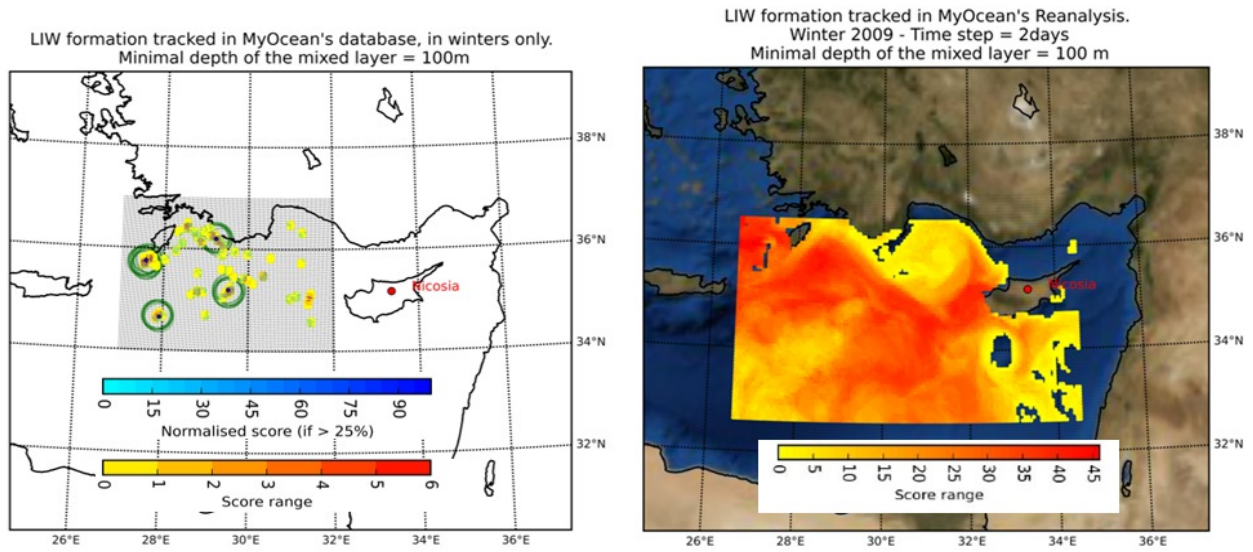 LIW formation tracked in MyOcean's database, in winters only.
Minimal depth of the mixed layer = 100m
38°N
36°N
34°N
32°N
26°E 28°E 30°E 32°E 34°E 36°E
Nicosia
0 15 30 45 60 75 90
Normalised score (if > 25%)
0 1 2 3 4 5 6
Score range
LIW formation tracked in MyOcean's Reanalysis.
Winter 2009 - Time step = 2days
Minimal depth of the mixed layer = 100 m
38°N
36°N
34°N
32°N
26°E 28°E 30°E 32°E 34°E 36°E
Nicosia
0 5 10 15 20 25 30 35 40 45
Score range